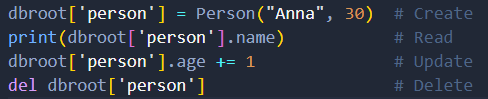 dbroot['person'] = Person("Anna", 30)  # Create
print(dbroot['person'].name)           # Read
dbroot['person'].age += 1              # Update
del dbroot['person']                   # Delete